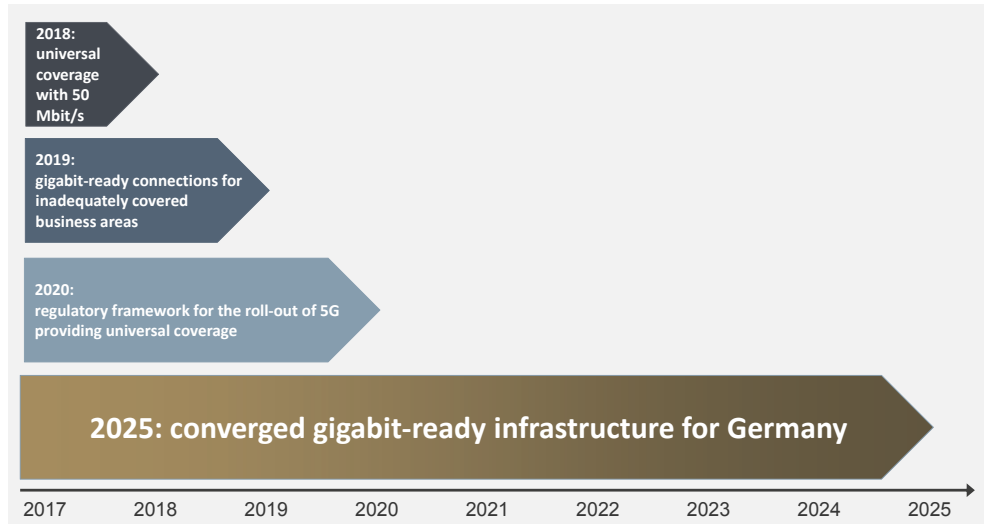 2018:
universal
coverage
with 50
Mbit/s
2019:
gigabit-ready connections for
inadequately covered
business areas
2020:
regulatory framework for the roll-out of 5G
providing universal coverage
2025: converged gigabit-ready infrastructure for Germany
2017 2018 2019 2020 2021 2022 2023 2024 2025